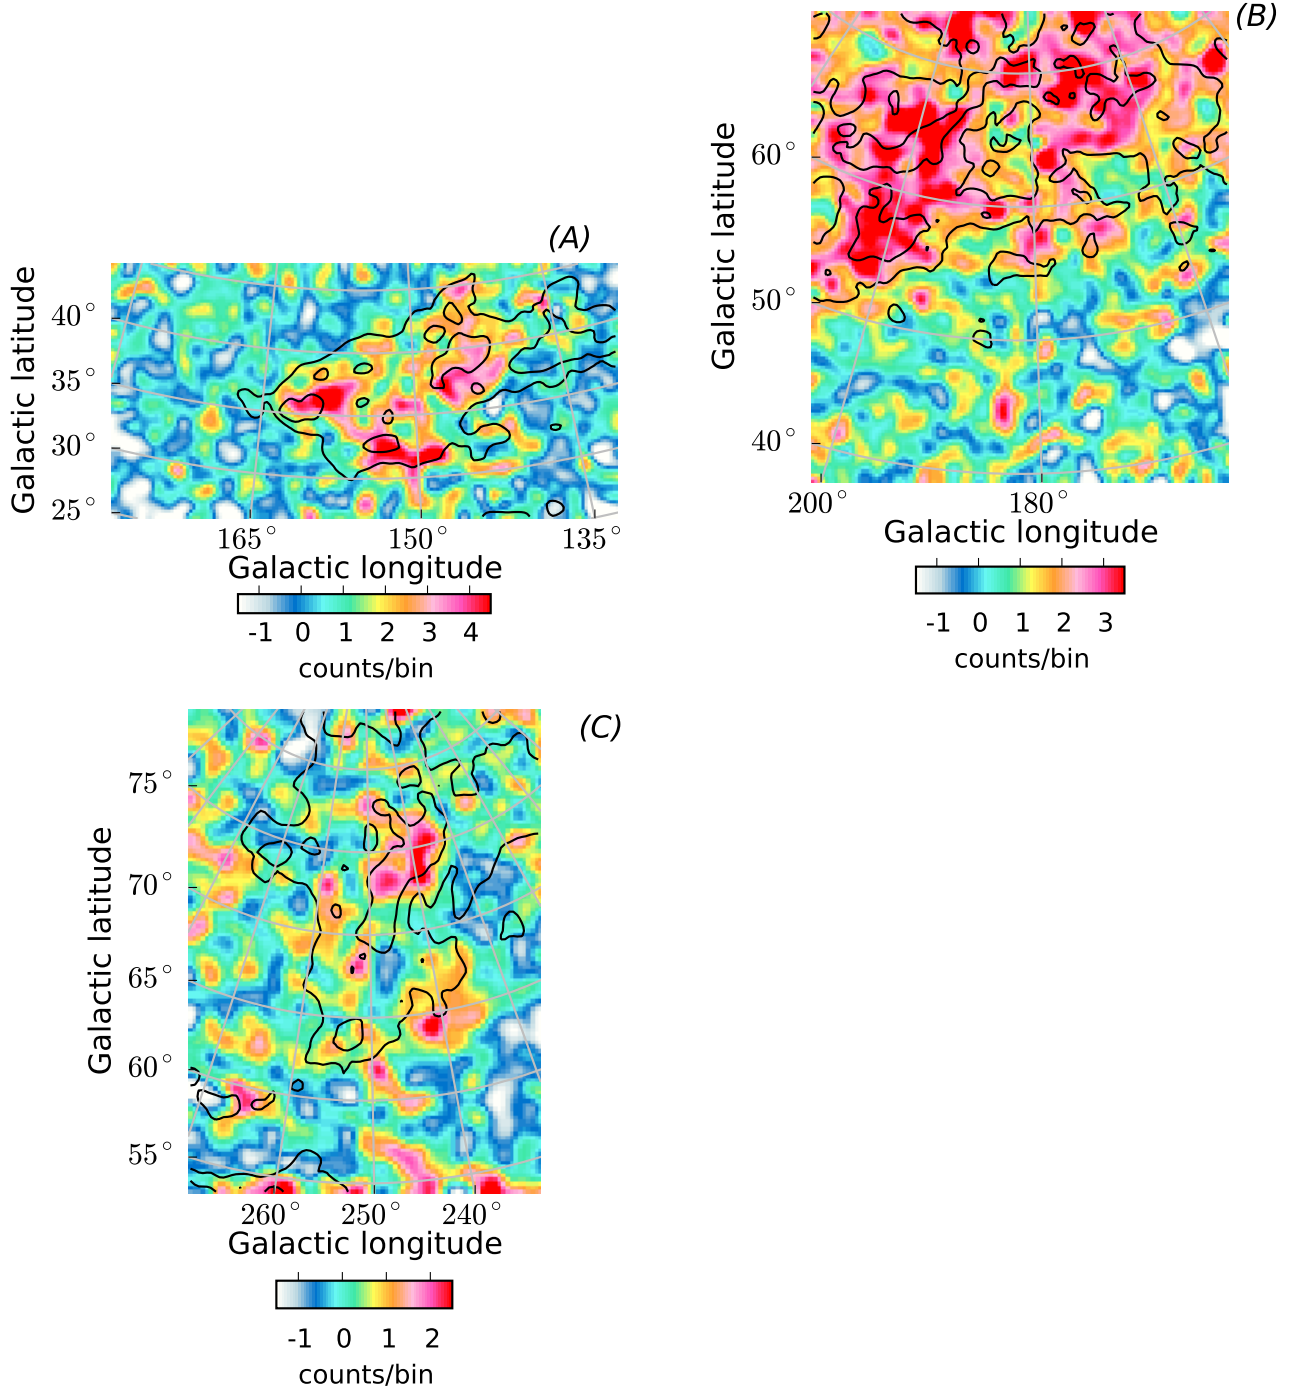 (A)
Galactic latitude
40°
35°
30°
25°
165° 150° 135°
Galactic longitude
-1 0 1 2 3 4
counts/bin
(B)
Galactic latitude
60°
50°
40°
200° 180°
Galactic longitude
-1 0 1 2 3
counts/bin
(C)
Galactic latitude
75°
70°
65°
60°
55°
260° 250° 240°
Galactic longitude
-1 0 1 2
counts/bin